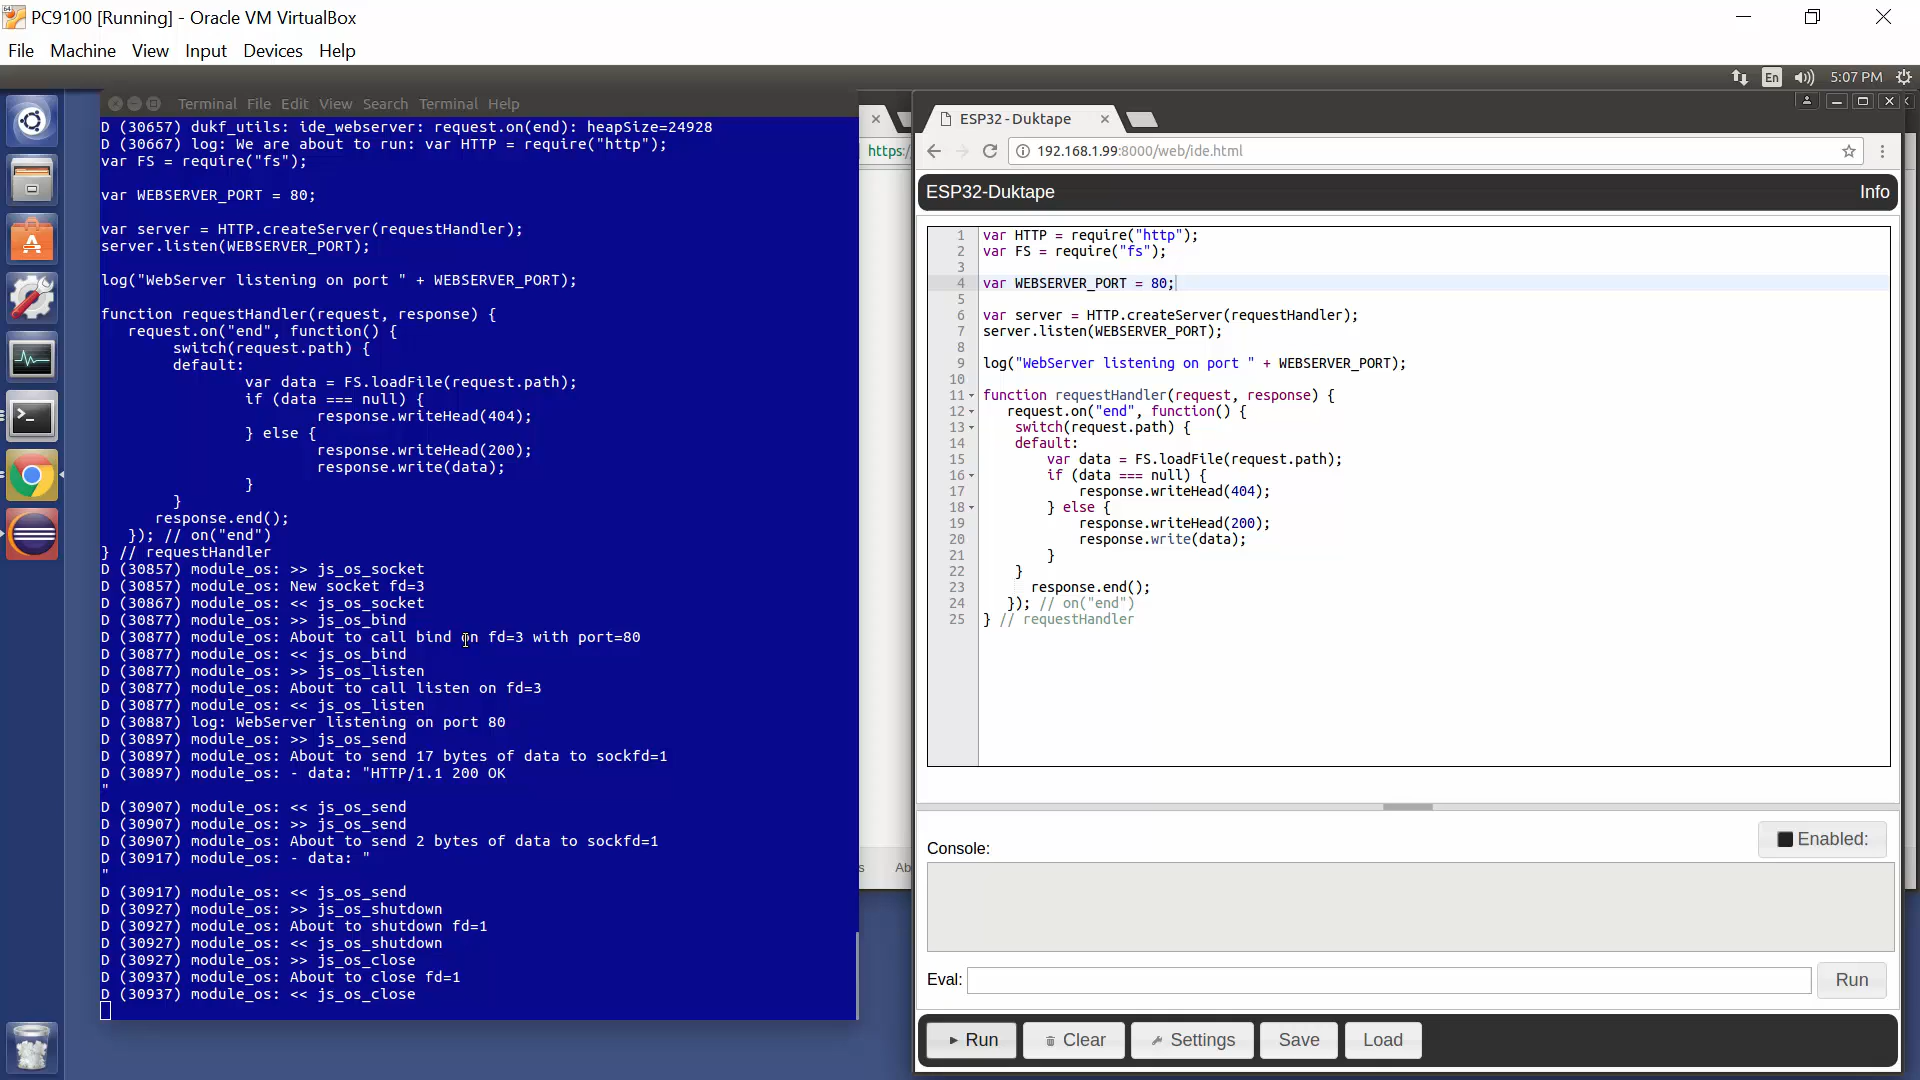 PC9100 [Running] - Oracle VM VirtualBox
File Machine View Input Devices Help
En 5:07 PM
Terminal File Edit View Search Terminal Help
D (30657) dukf_utils: ide_webserver: request.on(end): heapSize=24928
D (30667) log: We are about to run: var HTTP = require("http");
var FS = require("fs");
var WEBSERVER_PORT = 80;
var server = HTTP.createServer(requestHandler);
server.listen(WEBSERVER_PORT);
log("WebServer listening on port " + WEBSERVER_PORT);
function requestHandler(request, response) {
request.on("end", function() {
switch(request.path) {
default:
var data = FS.loadFile(request.path);
if (data === null) {
response.writeHead(404);
} else {
response.writeHead(200);
response.write(data);
}
}
response.end();
}); // on("end")
} // requestHandler
D (30857) module_os: >> js_os_socket
D (30857) module_os: New socket fd=3
D (30867) module_os: << js_os_socket
D (30877) module_os: >> js_os_bind
D (30877) module_os: About to call bind on fd=3 with port=80
D (30877) module_os: << js_os_bind
D (30877) module_os: >> js_os_listen
D (30877) module_os: About to call listen on fd=3
D (30877) module_os: << js_os_listen
D (30887) log: WebServer listening on port 80
D (30897) module_os: >> js_os_send
D (30897) module_os: About to send 17 bytes of data to sockfd=1
D (30897) module_os: - data: "HTTP/1.1 200 OK
"
D (30907) module_os: << js_os_send
D (30907) module_os: >> js_os_send
D (30907) module_os: About to send 2 bytes of data to sockfd=1
D (30917) module_os: - data: "
"
D (30917) module_os: << js_os_send
D (30927) module_os: >> js_os_shutdown
D (30927) module_os: About to shutdown fd=1
D (30927) module_os: << js_os_shutdown
D (30927) module_os: >> js_os_close
D (30937) module_os: About to close fd=1
D (30937) module_os: << js_os_close
https:/
s Ab
ESP32-Duktape
192.168.1.99:8000/web/ide.html
ESP32-Duktape Info
1 var HTTP = require("http");
2 var FS = require("fs");
3
4 var WEBSERVER_PORT = 80;
5
6 var server = HTTP.createServer(requestHandler);
7 server.listen(WEBSERVER_PORT);
8
9 log("WebServer listening on port " + WEBSERVER_PORT);
10
11 function requestHandler(request, response) {
12 request.on("end", function() {
13 switch(request.path) {
14 default:
15 var data = FS.loadFile(request.path);
16 if (data === null) {
17 response.writeHead(404);
18 } else {
19 response.writeHead(200);
20 response.write(data);
21 }
22 }
23 response.end();
24 }); // on("end")
25 } // requestHandler
Console: Enabled:
Eval: Run
Run Clear Settings Save Load